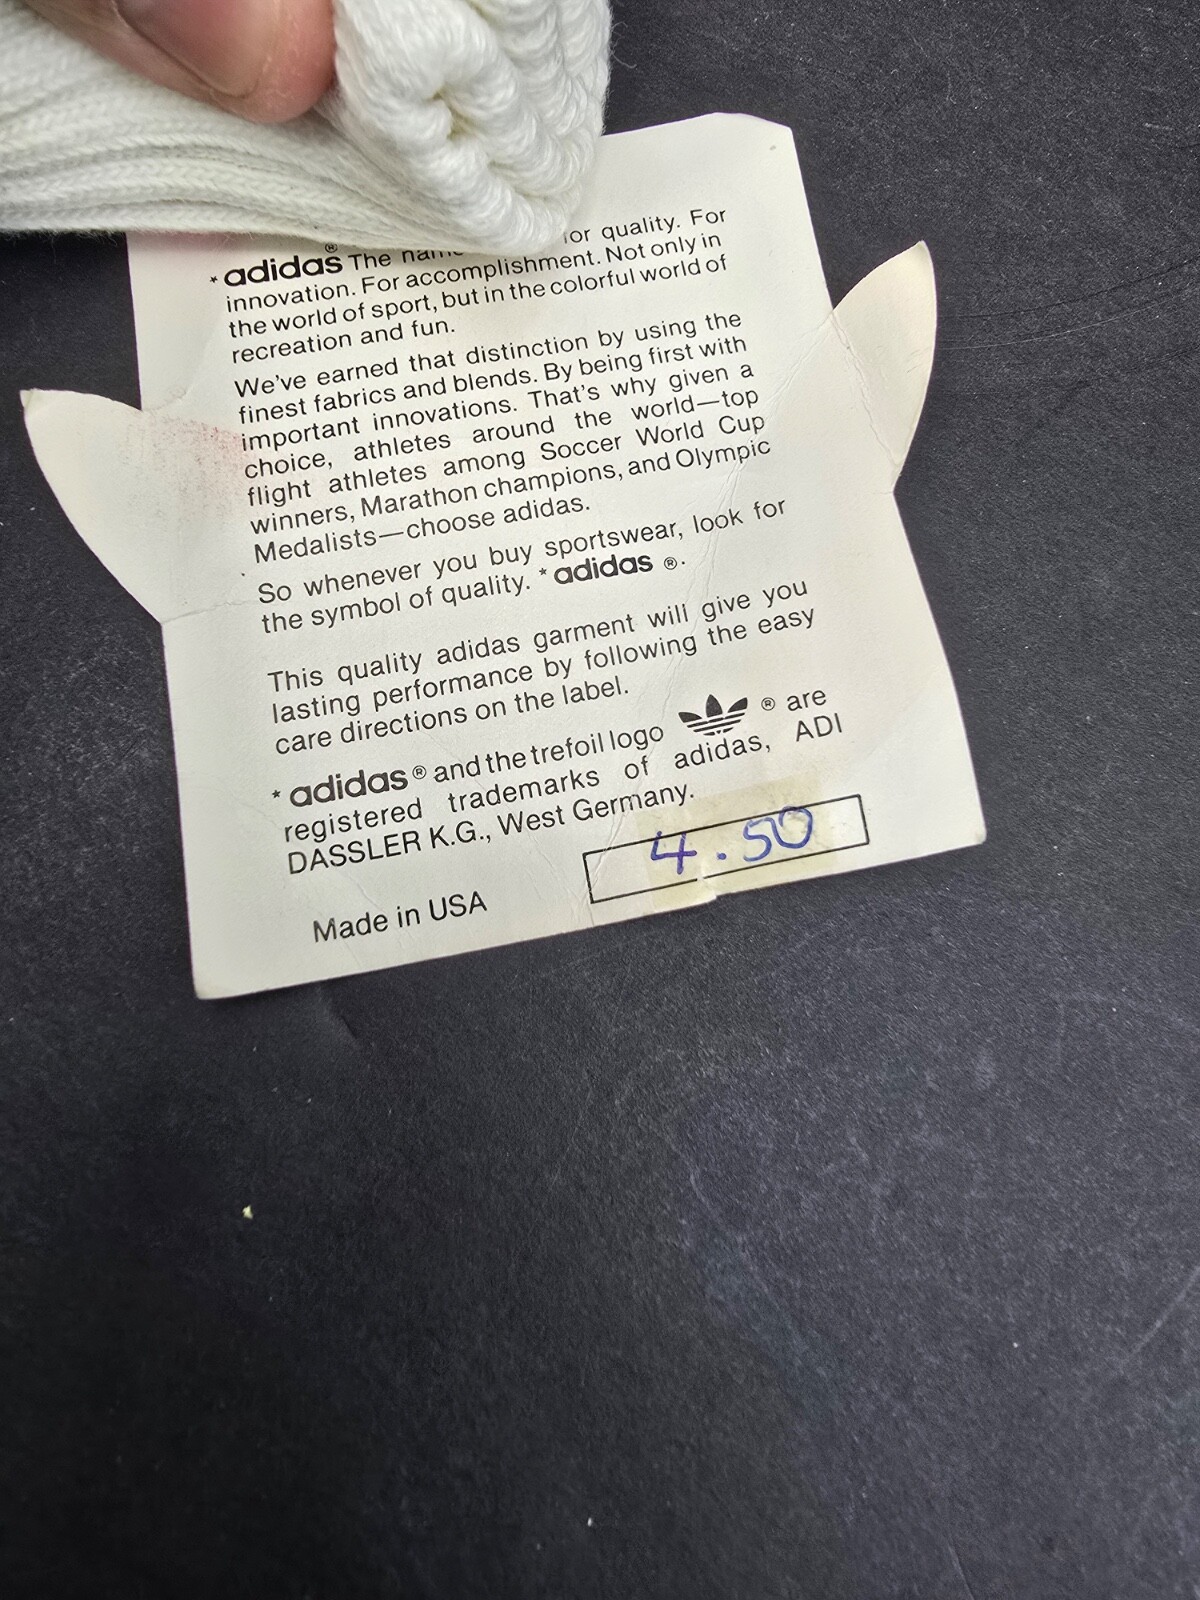 *adidas® The name for quality. For
innovation. For accomplishment. Not only in
the world of sport, but in the colorful world of
recreation and fun.
We've earned that distinction by using the
finest fabrics and blends. By being first with
important innovations. That's why given a
choice, athletes around the world—top
flight athletes among Soccer World Cup
winners, Marathon champions, and Olympic
Medalists—choose adidas.
So whenever you buy sportswear, look for
the symbol of quality. *adidas ®.
This quality adidas garment will give you
lasting performance by following the easy
care directions on the label.
*adidas® and the trefoil logo ® are
registered trademarks of adidas, ADI
DASSLER K.G., West Germany.
4.50
Made in USA